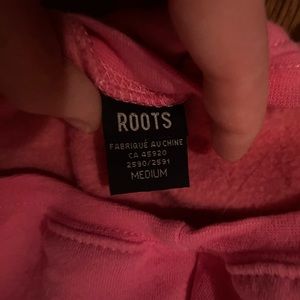 ROOTS
FABRIQUÉ AU CHINE
CA 45920
2590/2591
MEDIUM